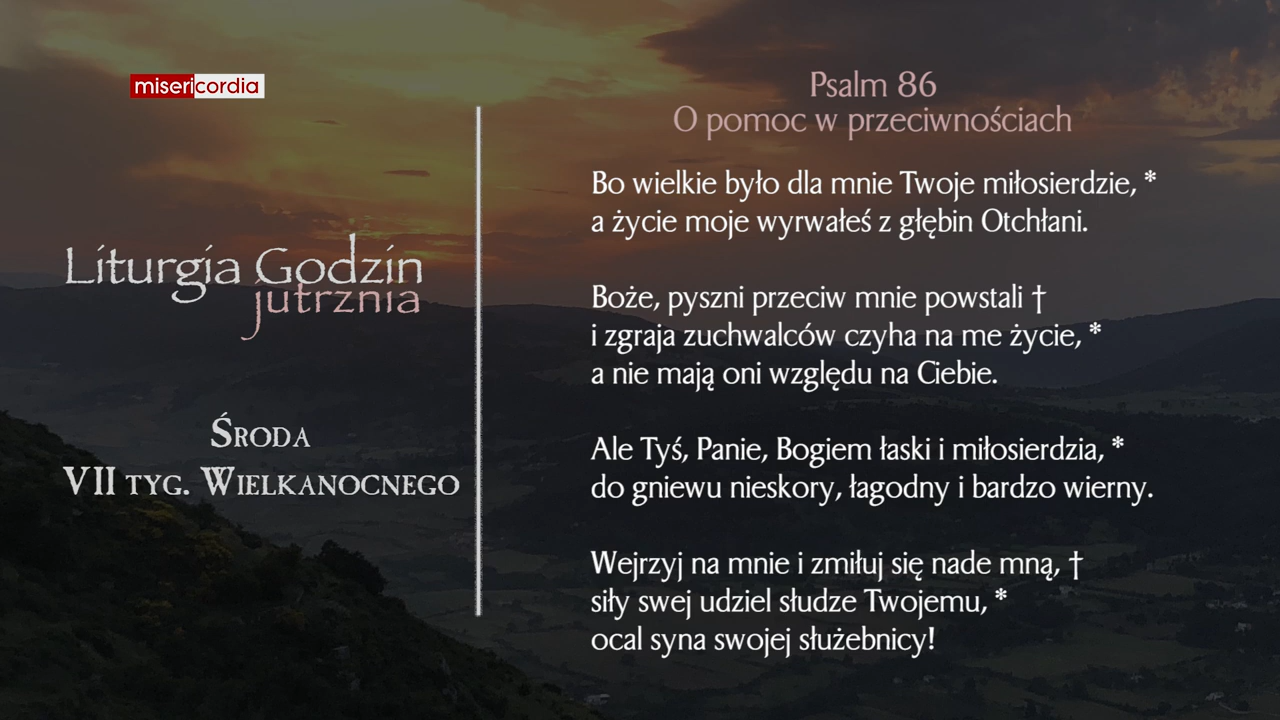 misericordia
Liturgia Godzin
jutrznia
Środa
VII tyg. Wielkanocnego
Psalm 86
O pomoc w przeciwnościach
Bo wielkie było dla mnie Twoje miłosierdzie, *
a życie moje wyrwałeś z głębin Otchłani.
Boże, pyszni przeciw mnie powstali †
i zgraja zuchwalców czyha na me życie, *
a nie mają oni względu na Ciebie.
Ale Tyś, Panie, Bogiem łaski i miłosierdzia, *
do gniewu nieskory, łagodny i bardzo wierny.
Wejrzyj na mnie i zmiłuj się nade mną, †
siły swej udziel słudze Twojemu, *
ocal syna swojej służebnicy!